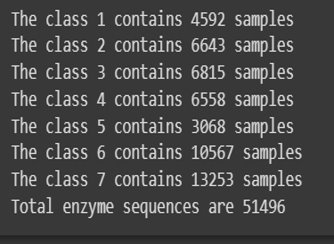 The class 1 contains 4592 samples
The class 2 contains 6643 samples
The class 3 contains 6815 samples
The class 4 contains 6558 samples
The class 5 contains 3068 samples
The class 6 contains 10567 samples
The class 7 contains 13253 samples
Total enzyme sequences are 51496